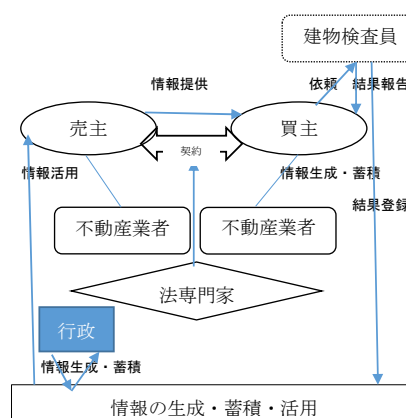 建物検査員
情報提供
依頼
結果報告
売主
買主
契約
情報活用
情報生成・蓄積
不動産業者
不動産業者
結果登録
法専門家
行政
情報生成・蓄積
情報の生成・蓄積・活用